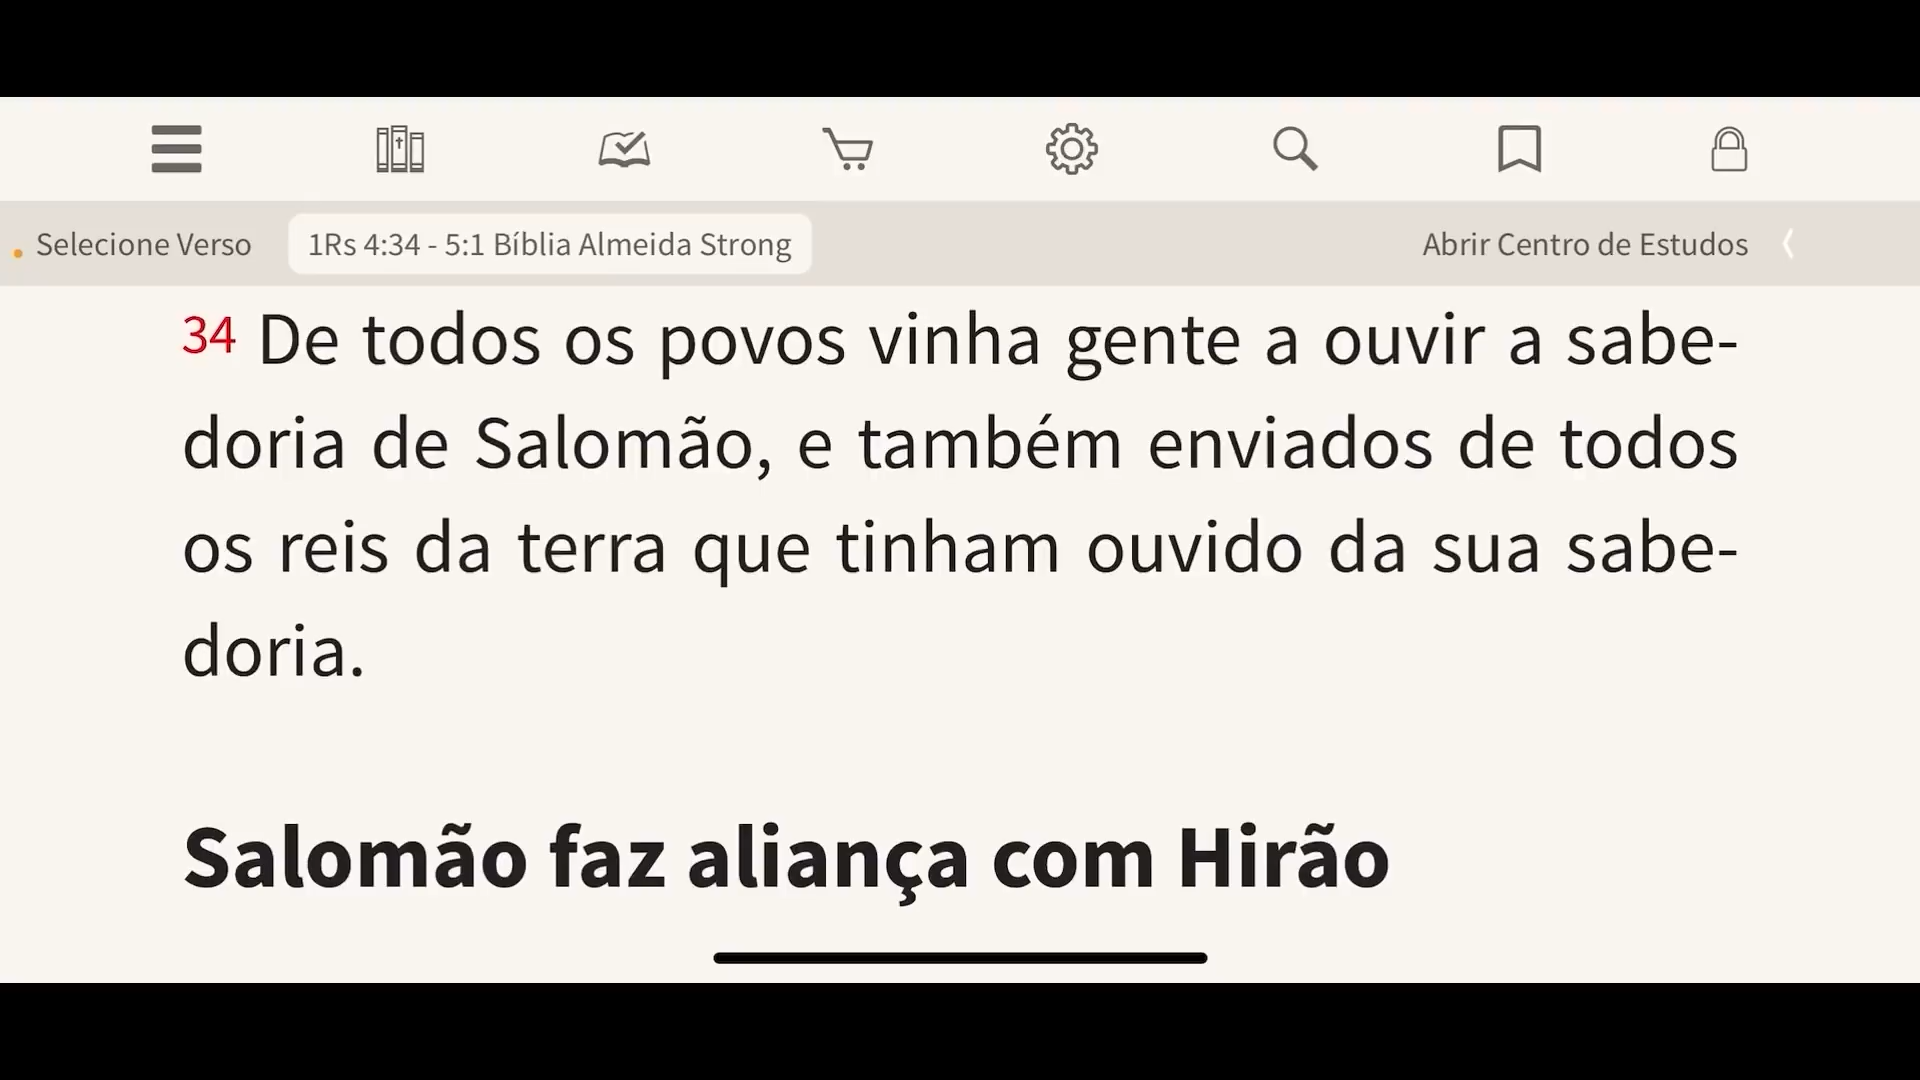 Selecione Verso
1Rs 4:34 - 5:1 Bíblia Almeida Strong
Abrir Centro de Estudos
34 De todos os povos vinha gente a ouvir a sabe-
doria de Salomão, e também enviados de todos
os reis da terra que tinham ouvido da sua sabe-
doria.
Salomão faz aliança com Hirão